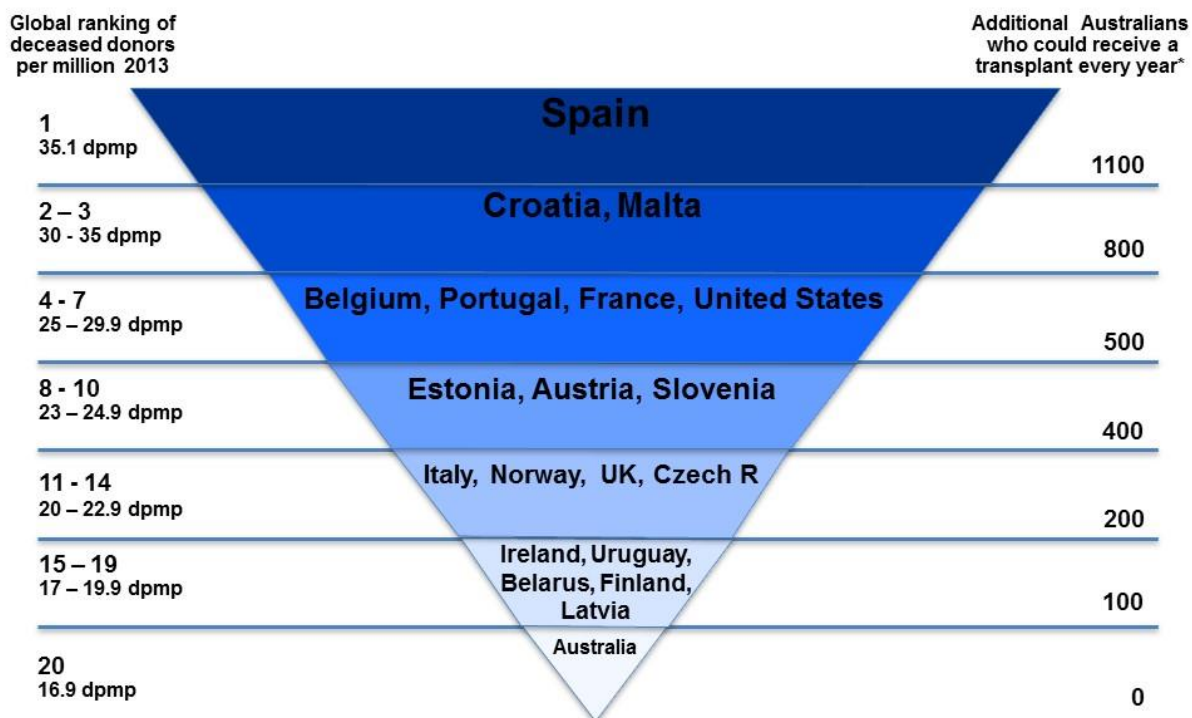 Global ranking of
deceased donors
per million 2013
Additional Australians
who could receive a
transplant every year*
Spain
1
35.1 dpmp
1100
Croatia, Malta
2 – 3
30 - 35 dpmp
800
Belgium, Portugal, France, United States
4 - 7
25 – 29.9 dpmp
500
Estonia, Austria, Slovenia
8 - 10
23 – 24.9 dpmp
400
Italy, Norway, UK, Czech R
11 - 14
20 – 22.9 dpmp
200
Ireland, Uruguay,
Belarus, Finland,
Latvia
15 – 19
17 – 19.9 dpmp
100
Australia
20
16.9 dpmp
0